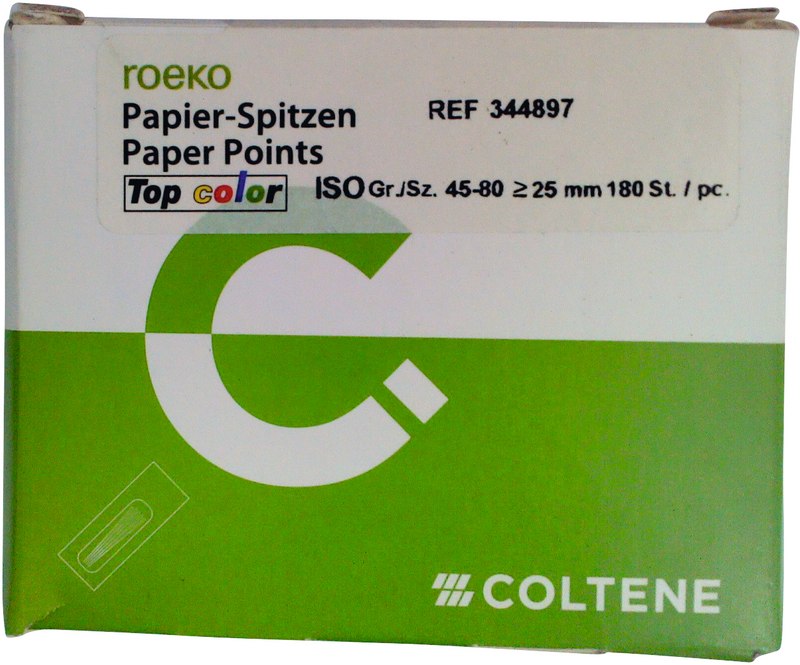 roeko
Papier-Spitzen
REF 344897
Paper Points
Top color ISO Gr./Sz. 45-80 ≥ 25 mm 180 St. / pc.
COLTENE